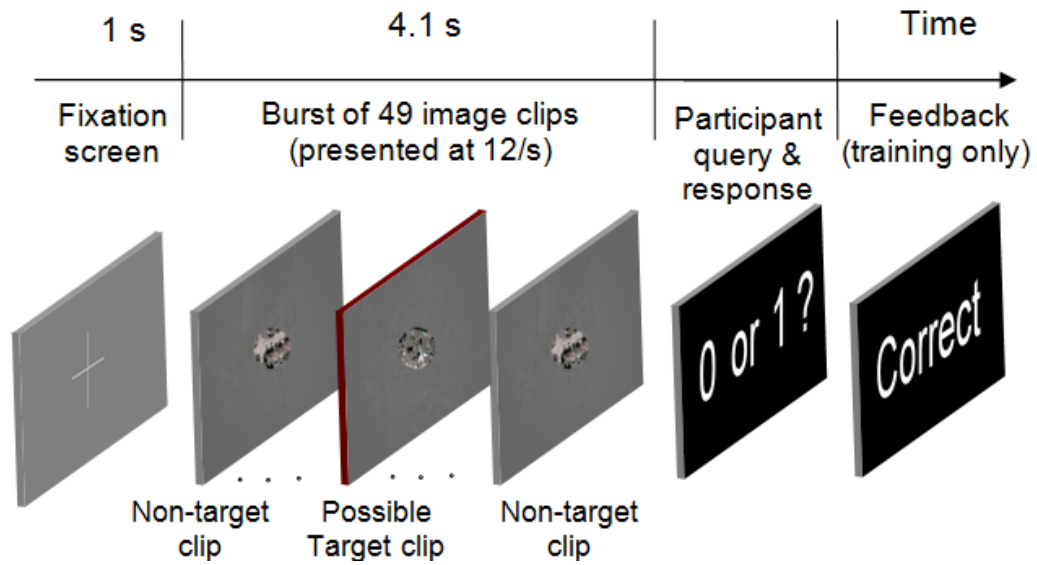 1 s
4.1 s
Time
Fixation
screen
Burst of 49 image clips
(presented at 12/s)
Participant
query &
response
Feedback
(training only)
0 or 1 ?
Correct
Non-target
clip
Possible
Target clip
Non-target
clip